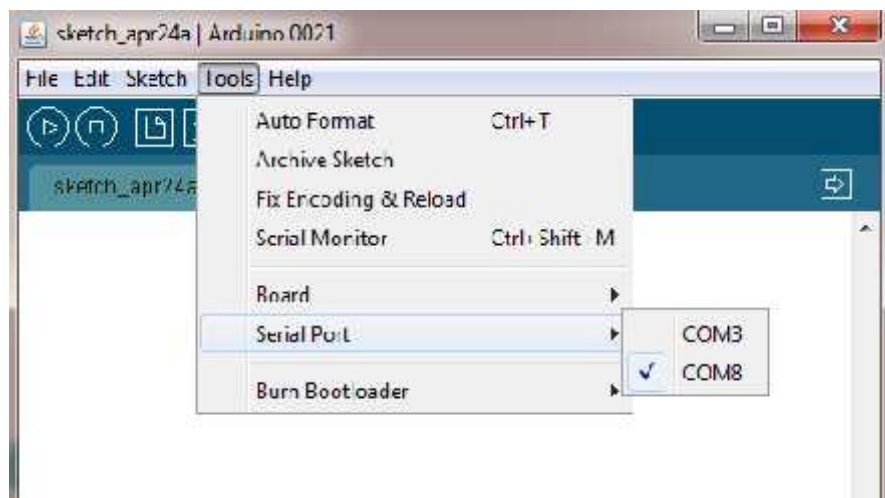 sketch_apr24a | Arduino 0021
File Edit Sketch Tools Help
Auto Format Ctrl+T
Archive Sketch
sketch_apr24a
Fix Encoding & Reload
Serial Monitor Ctrl+Shift+M
Board
Serial Port
COM3
COM8
Burn Bootloader